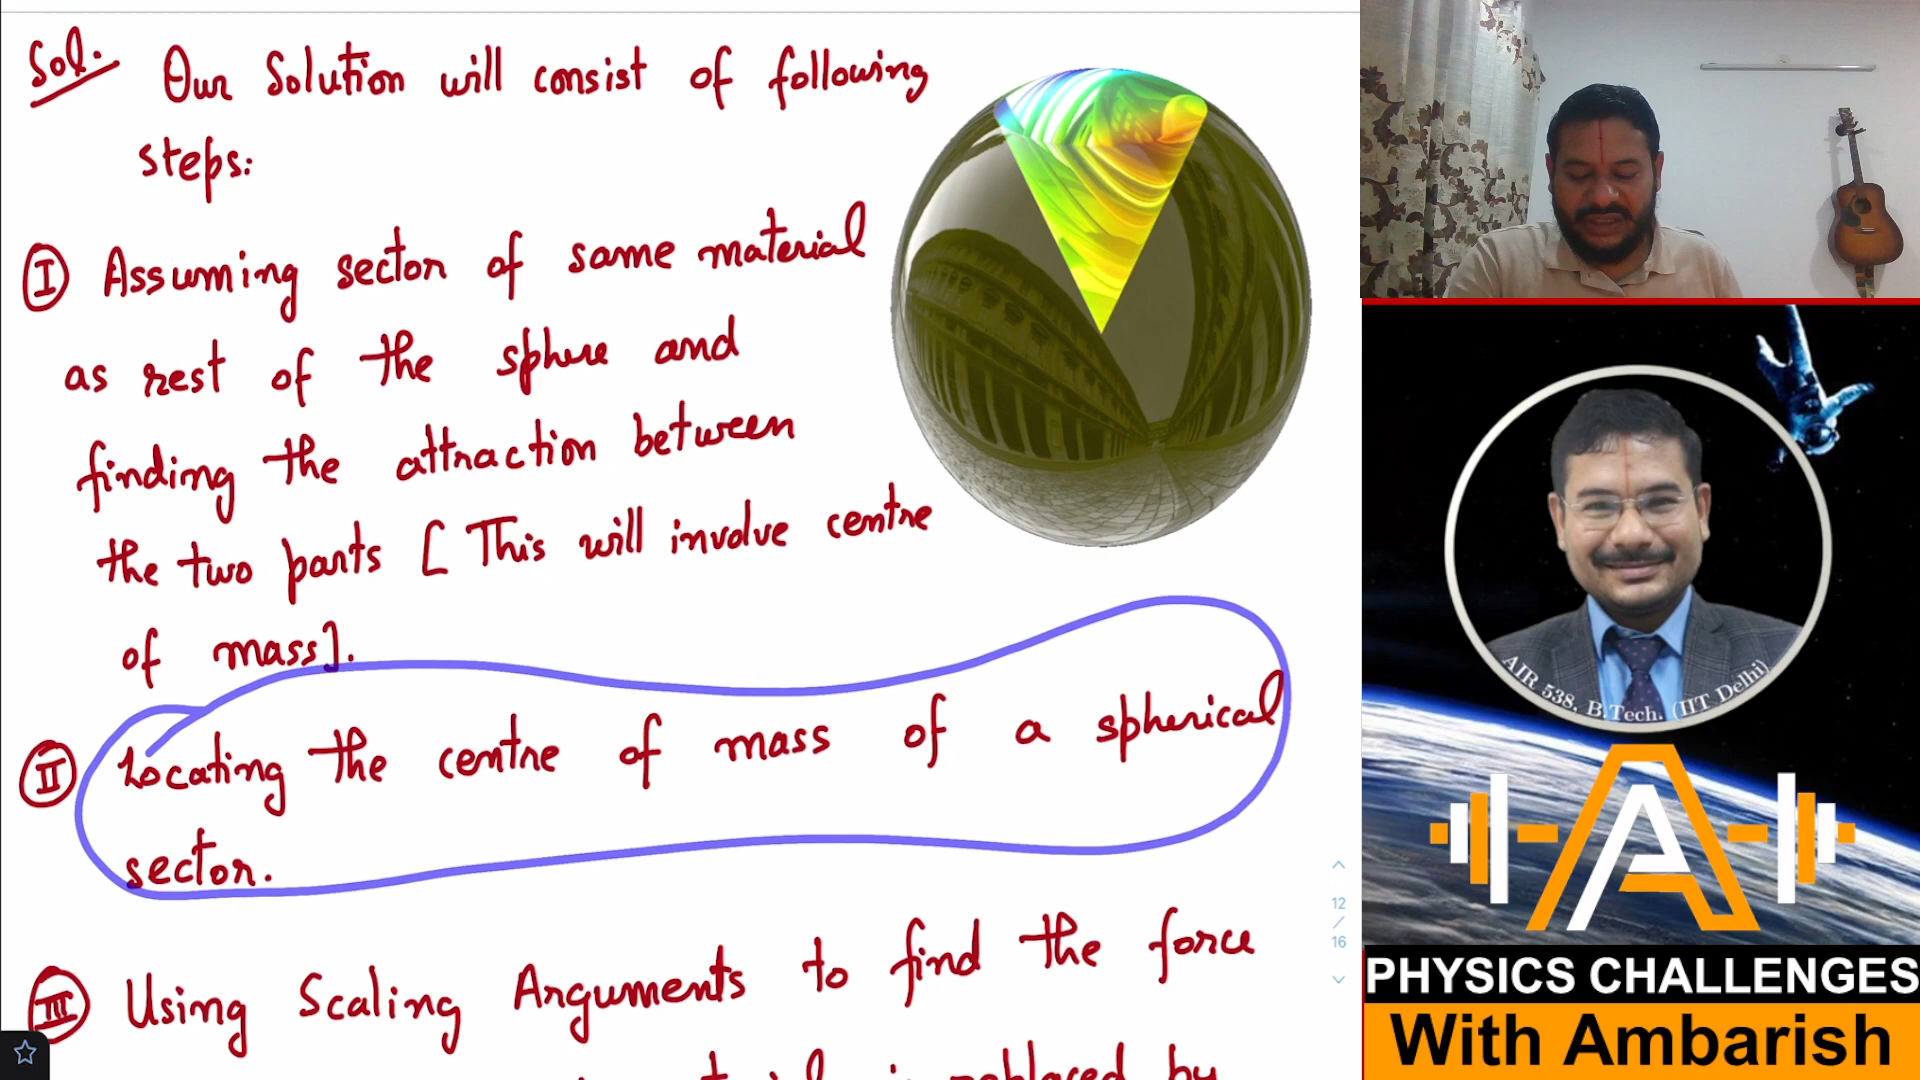 Sol. Our Solution will consist of following
steps:
I Assuming sector of same material
as rest of the sphere and
finding the attraction between
the two parts [ This will involve centre
of mass].
II Locating the centre of mass of a spherical
sector.
III Using Scaling Arguments to find the force
replaced by
12
/
16
AIR 538, B.Tech. (IIT Delhi)
A
PHYSICS CHALLENGES
With Ambarish